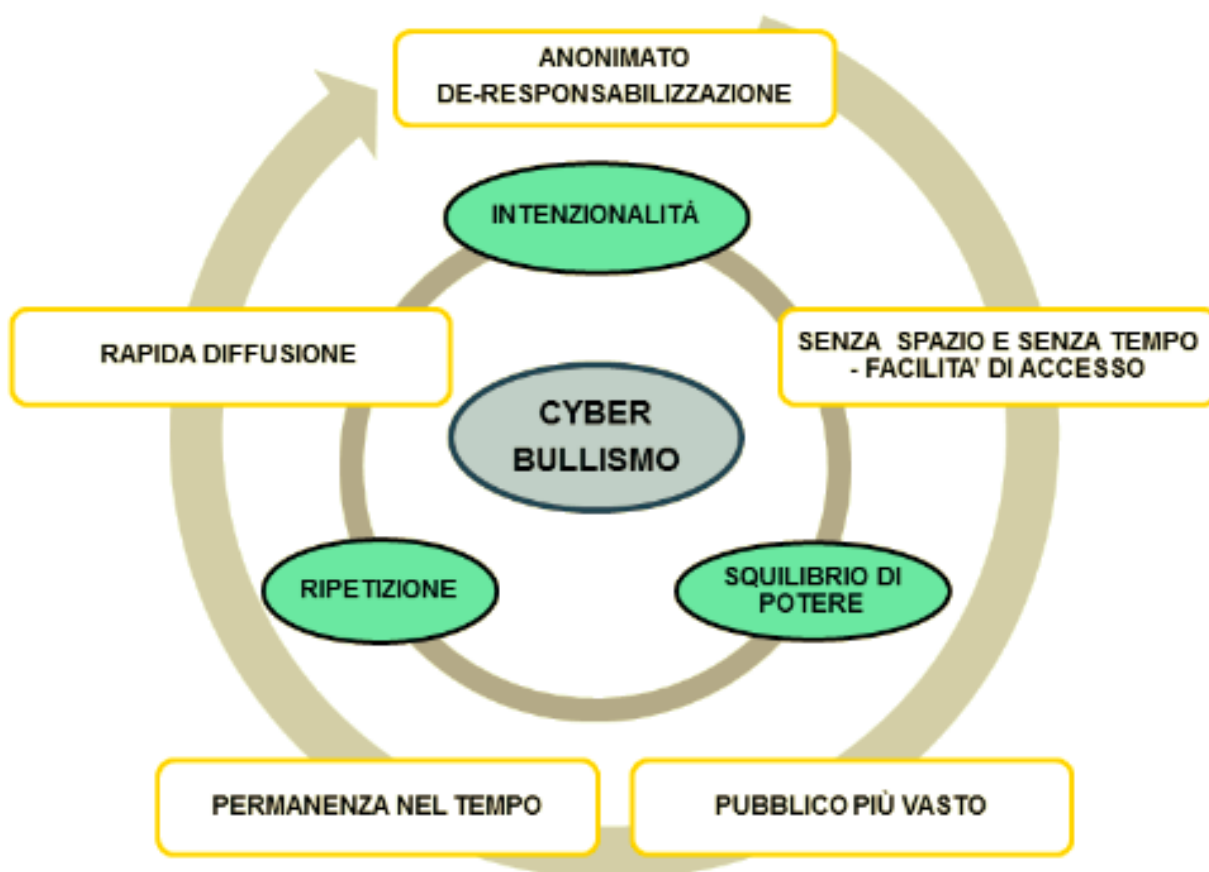 ANONIMATO
DE-RESPONSABILIZZAZIONE
INTENZIONALITÁ
RAPIDA DIFFUSIONE
SENZA SPAZIO E SENZA TEMPO
- FACILITA' DI ACCESSO
CYBER
BULLISMO
RIPETIZIONE
SQUILIBRIO DI
POTERE
PERMANENZA NEL TEMPO
PUBBLICO PIÙ VASTO